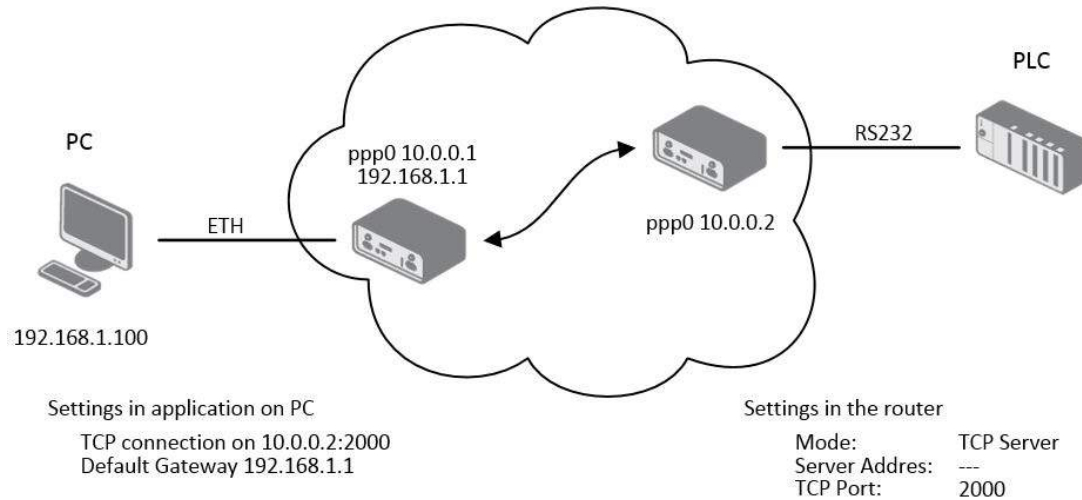 PLC
PC
RS232
ppp0 10.0.0.1
192.168.1.1
ETH
ppp0 10.0.0.2
192.168.1.100
Settings in application on PC
TCP connection on 10.0.0.2:2000
Default Gateway 192.168.1.1
Settings in the router
Mode: TCP Server
Server Addres: ---
TCP Port: 2000